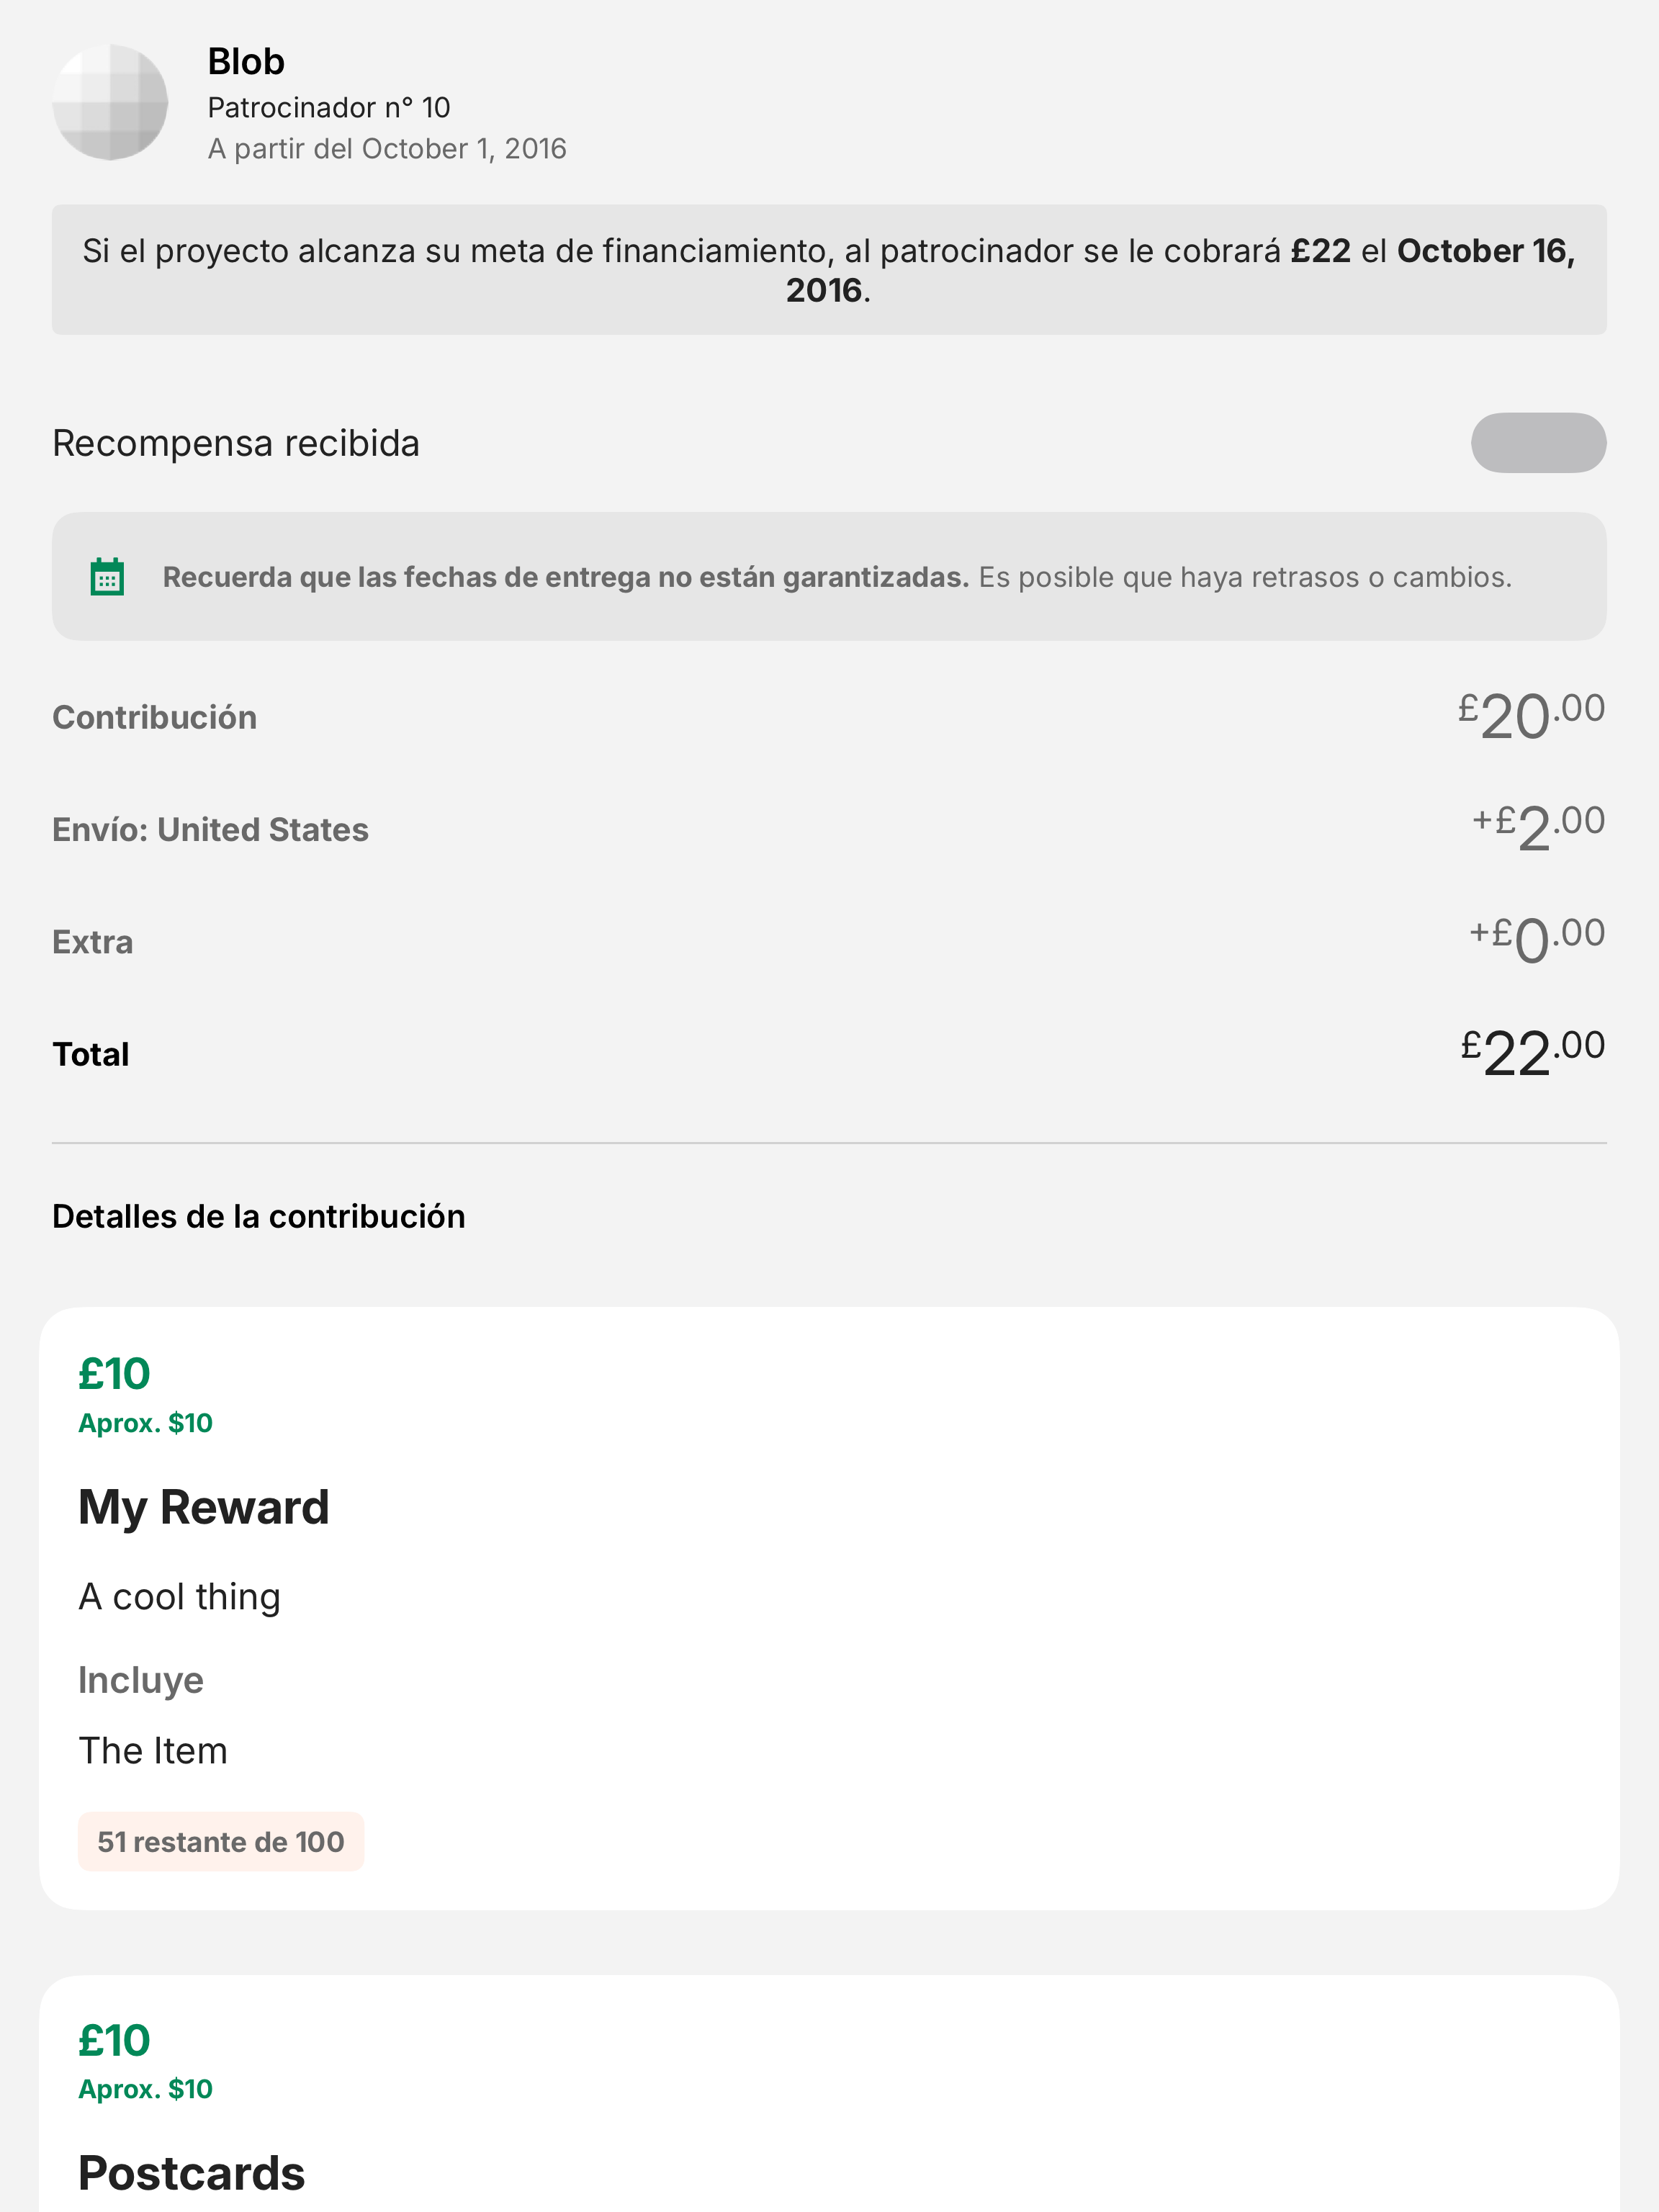 Blob
Patrocinador n° 10
A partir del October 1, 2016
Si el proyecto alcanza su meta de financiamiento, al patrocinador se le cobrará £22 el October 16,
2016.
Recompensa recibida
Recuerda que las fechas de entrega no están garantizadas. Es posible que haya retrasos o cambios.
Contribución £20.00
Envío: United States +£2.00
Extra +£0.00
Total £22.00
Detalles de la contribución
£10
Aprox. $10
My Reward
A cool thing
Incluye
The Item
51 restante de 100
£10
Aprox. $10
Postcards